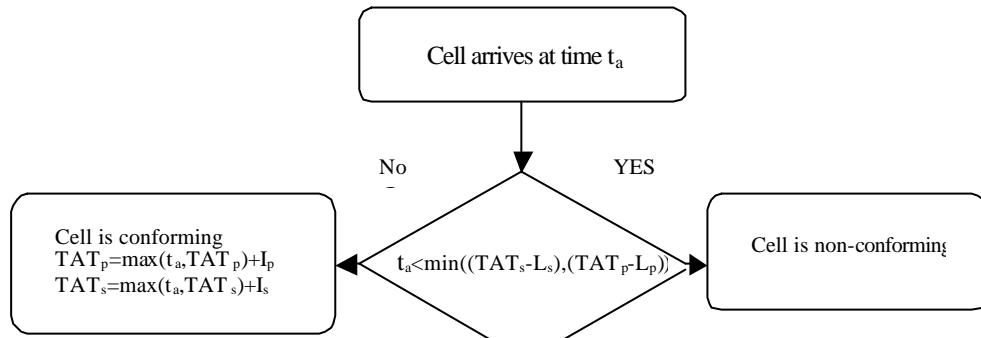 Cell arrives at time tₐ
No
YES
Cell is conforming
TATₚ=max(tₐ,TATₚ)+Iₚ
TATₛ=max(tₐ,TATₛ)+Iₛ
tₐ<min((TATₛ-Lₛ),(TATₚ-Lₚ))
Cell is non-conforming